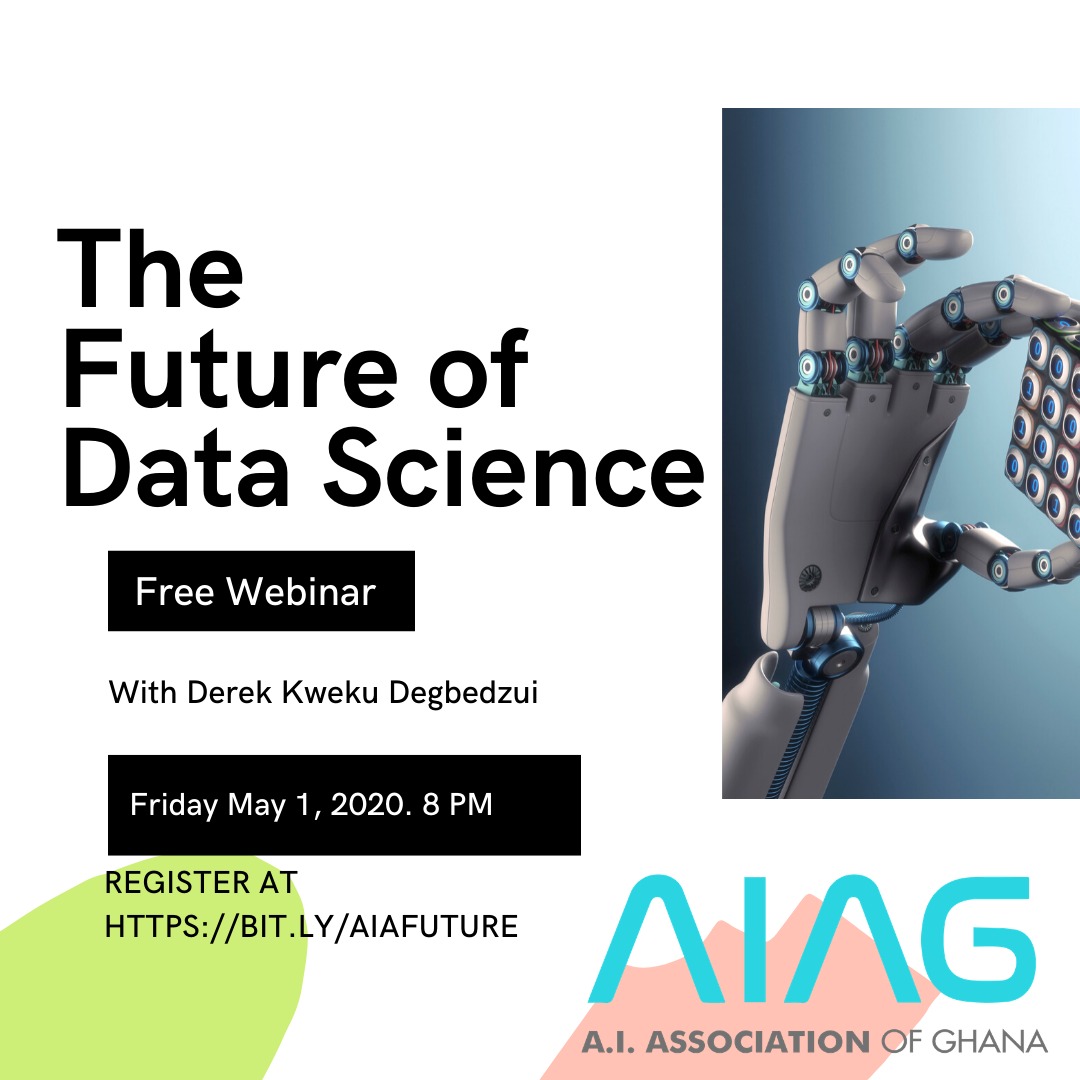 The
Future of
Data Science
Free Webinar
With Derek Kweku Degbedzui
Friday May 1, 2020. 8 PM
REGISTER AT
HTTPS://BIT.LY/AIAFUTURE
AIAG
A.I. ASSOCIATION OF GHANA